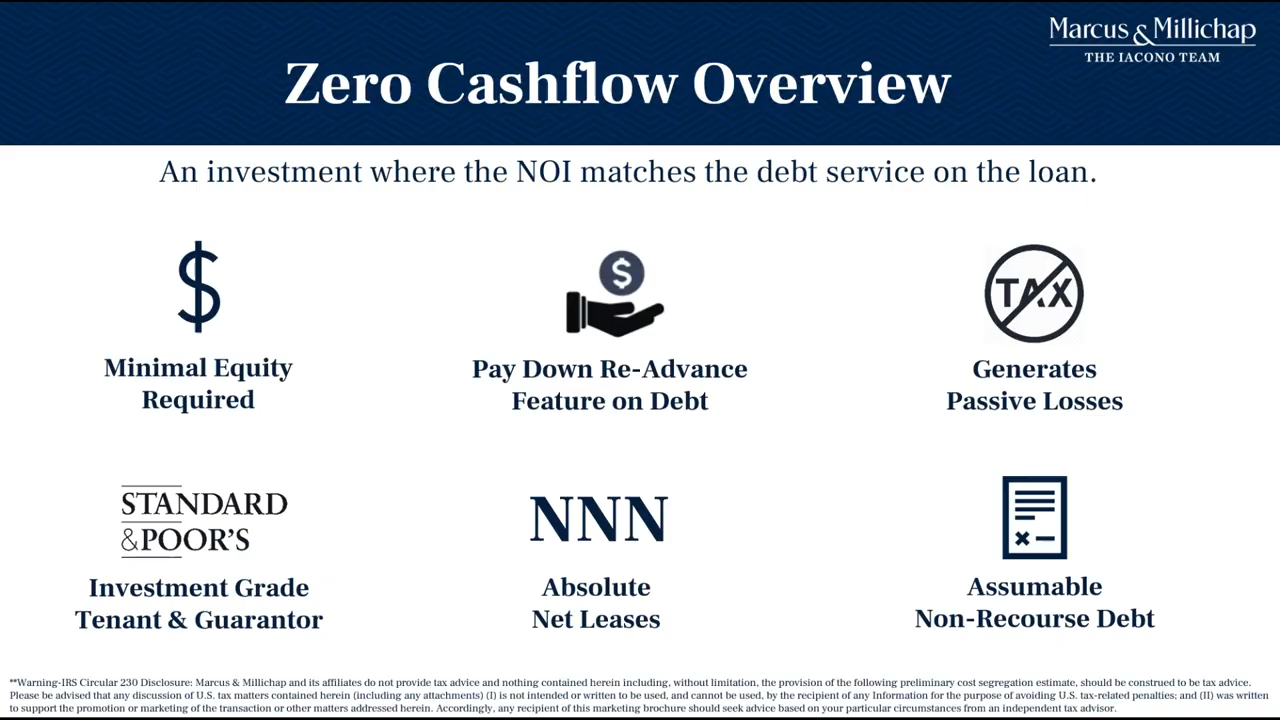 Marcus & Millichap
THE IACONO TEAM
Zero Cashflow Overview
An investment where the NOI matches the debt service on the loan.
$
Minimal Equity
Required
$
Pay Down Re-Advance
Feature on Debt
TAX
Generates
Passive Losses
STANDARD
&POOR'S
Investment Grade
Tenant & Guarantor
NNN
Absolute
Net Leases
Assumable
Non-Recourse Debt
**Warning-IRS Circular 230 Disclosure: Marcus & Millichap and its affiliates do not provide tax advice and nothing contained herein including, without limitation, the provision of the following preliminary cost segregation estimate, should be construed to be tax advice.
Please be advised that any discussion of U.S. tax matters contained herein (including any attachments) (I) is not intended or written to be used, and cannot be used, by the recipient of any Information for the purpose of avoiding U.S. tax-related penalties; and (II) was written
to support the promotion or marketing of the transaction or other matters addressed herein. Accordingly, any recipient of this marketing brochure should seek advice based on your particular circumstances from an independent tax advisor.